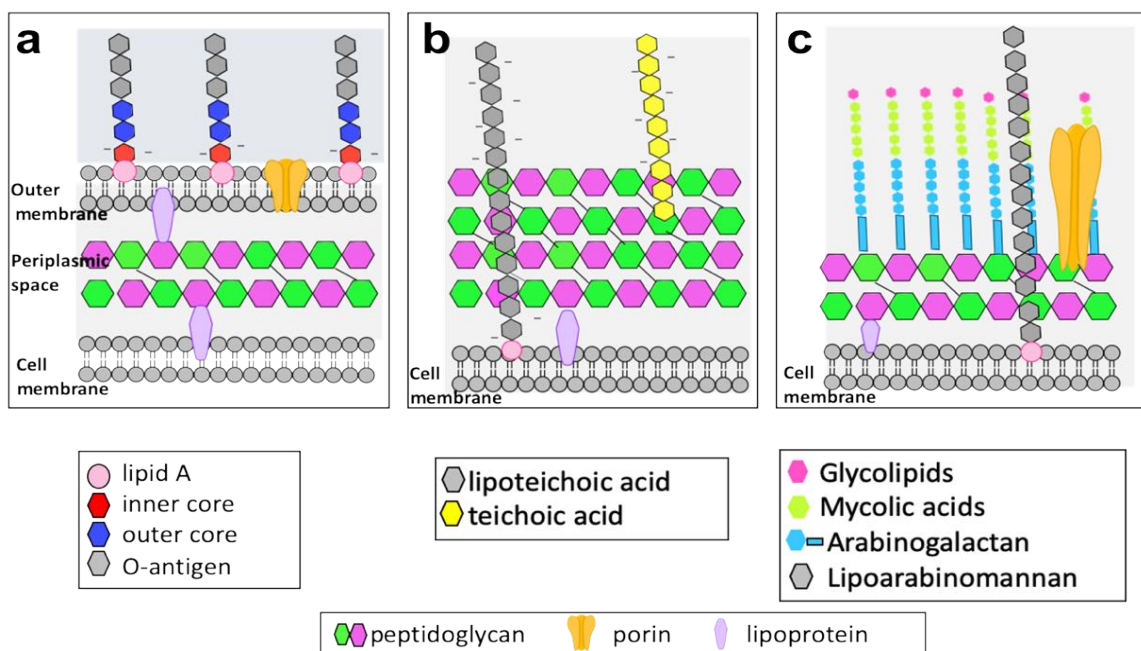 a
Outer
membrane
Periplasmic
space
Cell
membrane
b
Cell
membrane
c
Cell
membrane
lipid A
inner core
outer core
O-antigen
lipoteichoic acid
teichoic acid
Glycolipids
Mycolic acids
Arabinogalactan
Lipoarabinomannan
peptidoglycan porin lipoprotein